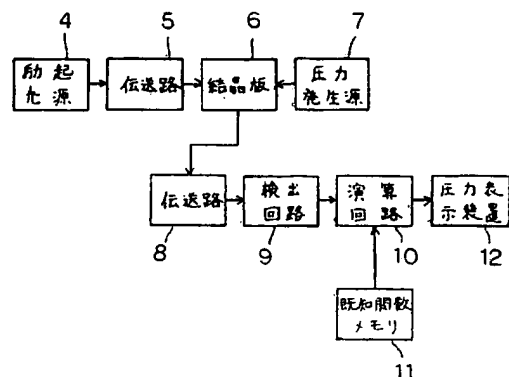 4
5
6
7
励起
光源
伝送路
結晶版
圧力
発生源
伝送路
検出
回路
演算
回路
圧力表
示装置
8
9
10
12
既知関数
メモリ
11